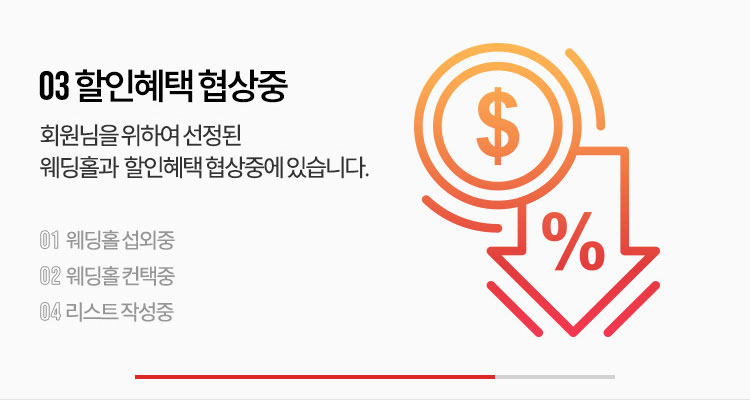 03 할인혜택 협상중
회원님을 위하여 선정된
웨딩홀과 할인혜택 협상중에 있습니다.
01 웨딩홀 섭외중
02 웨딩홀 컨택중
04 리스트 작성중
$
%